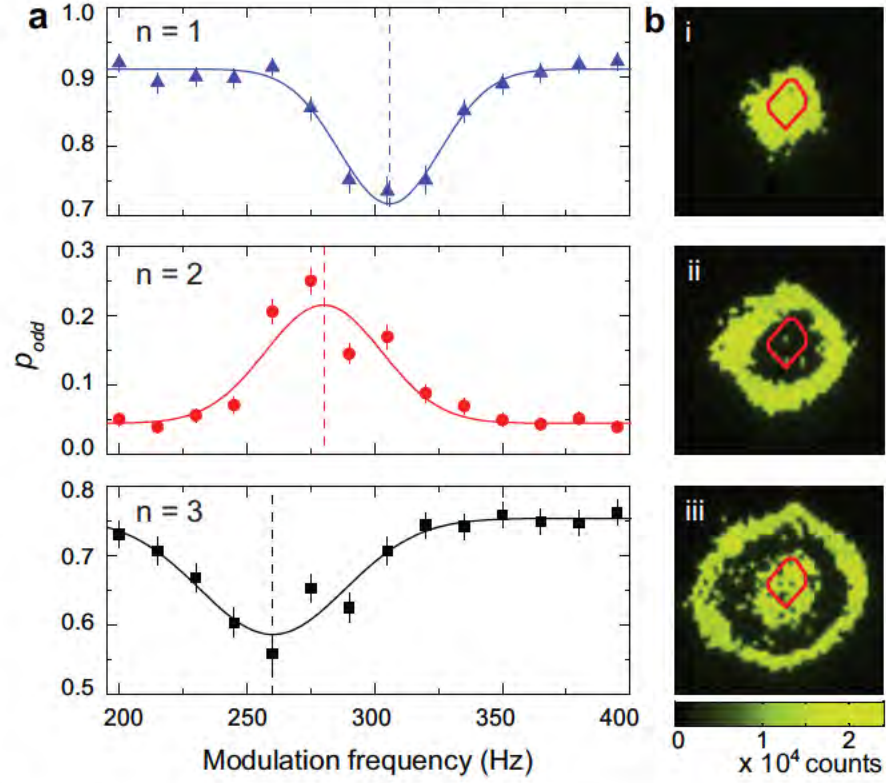 a
b
n = 1
1.0
0.9
0.8
0.7
i
n = 2
0.3
0.2
0.1
0.0
p_odd
ii
n = 3
0.8
0.7
0.6
0.5
iii
200 250 300 350 400
Modulation frequency (Hz)
0 1 2
x 10⁴ counts